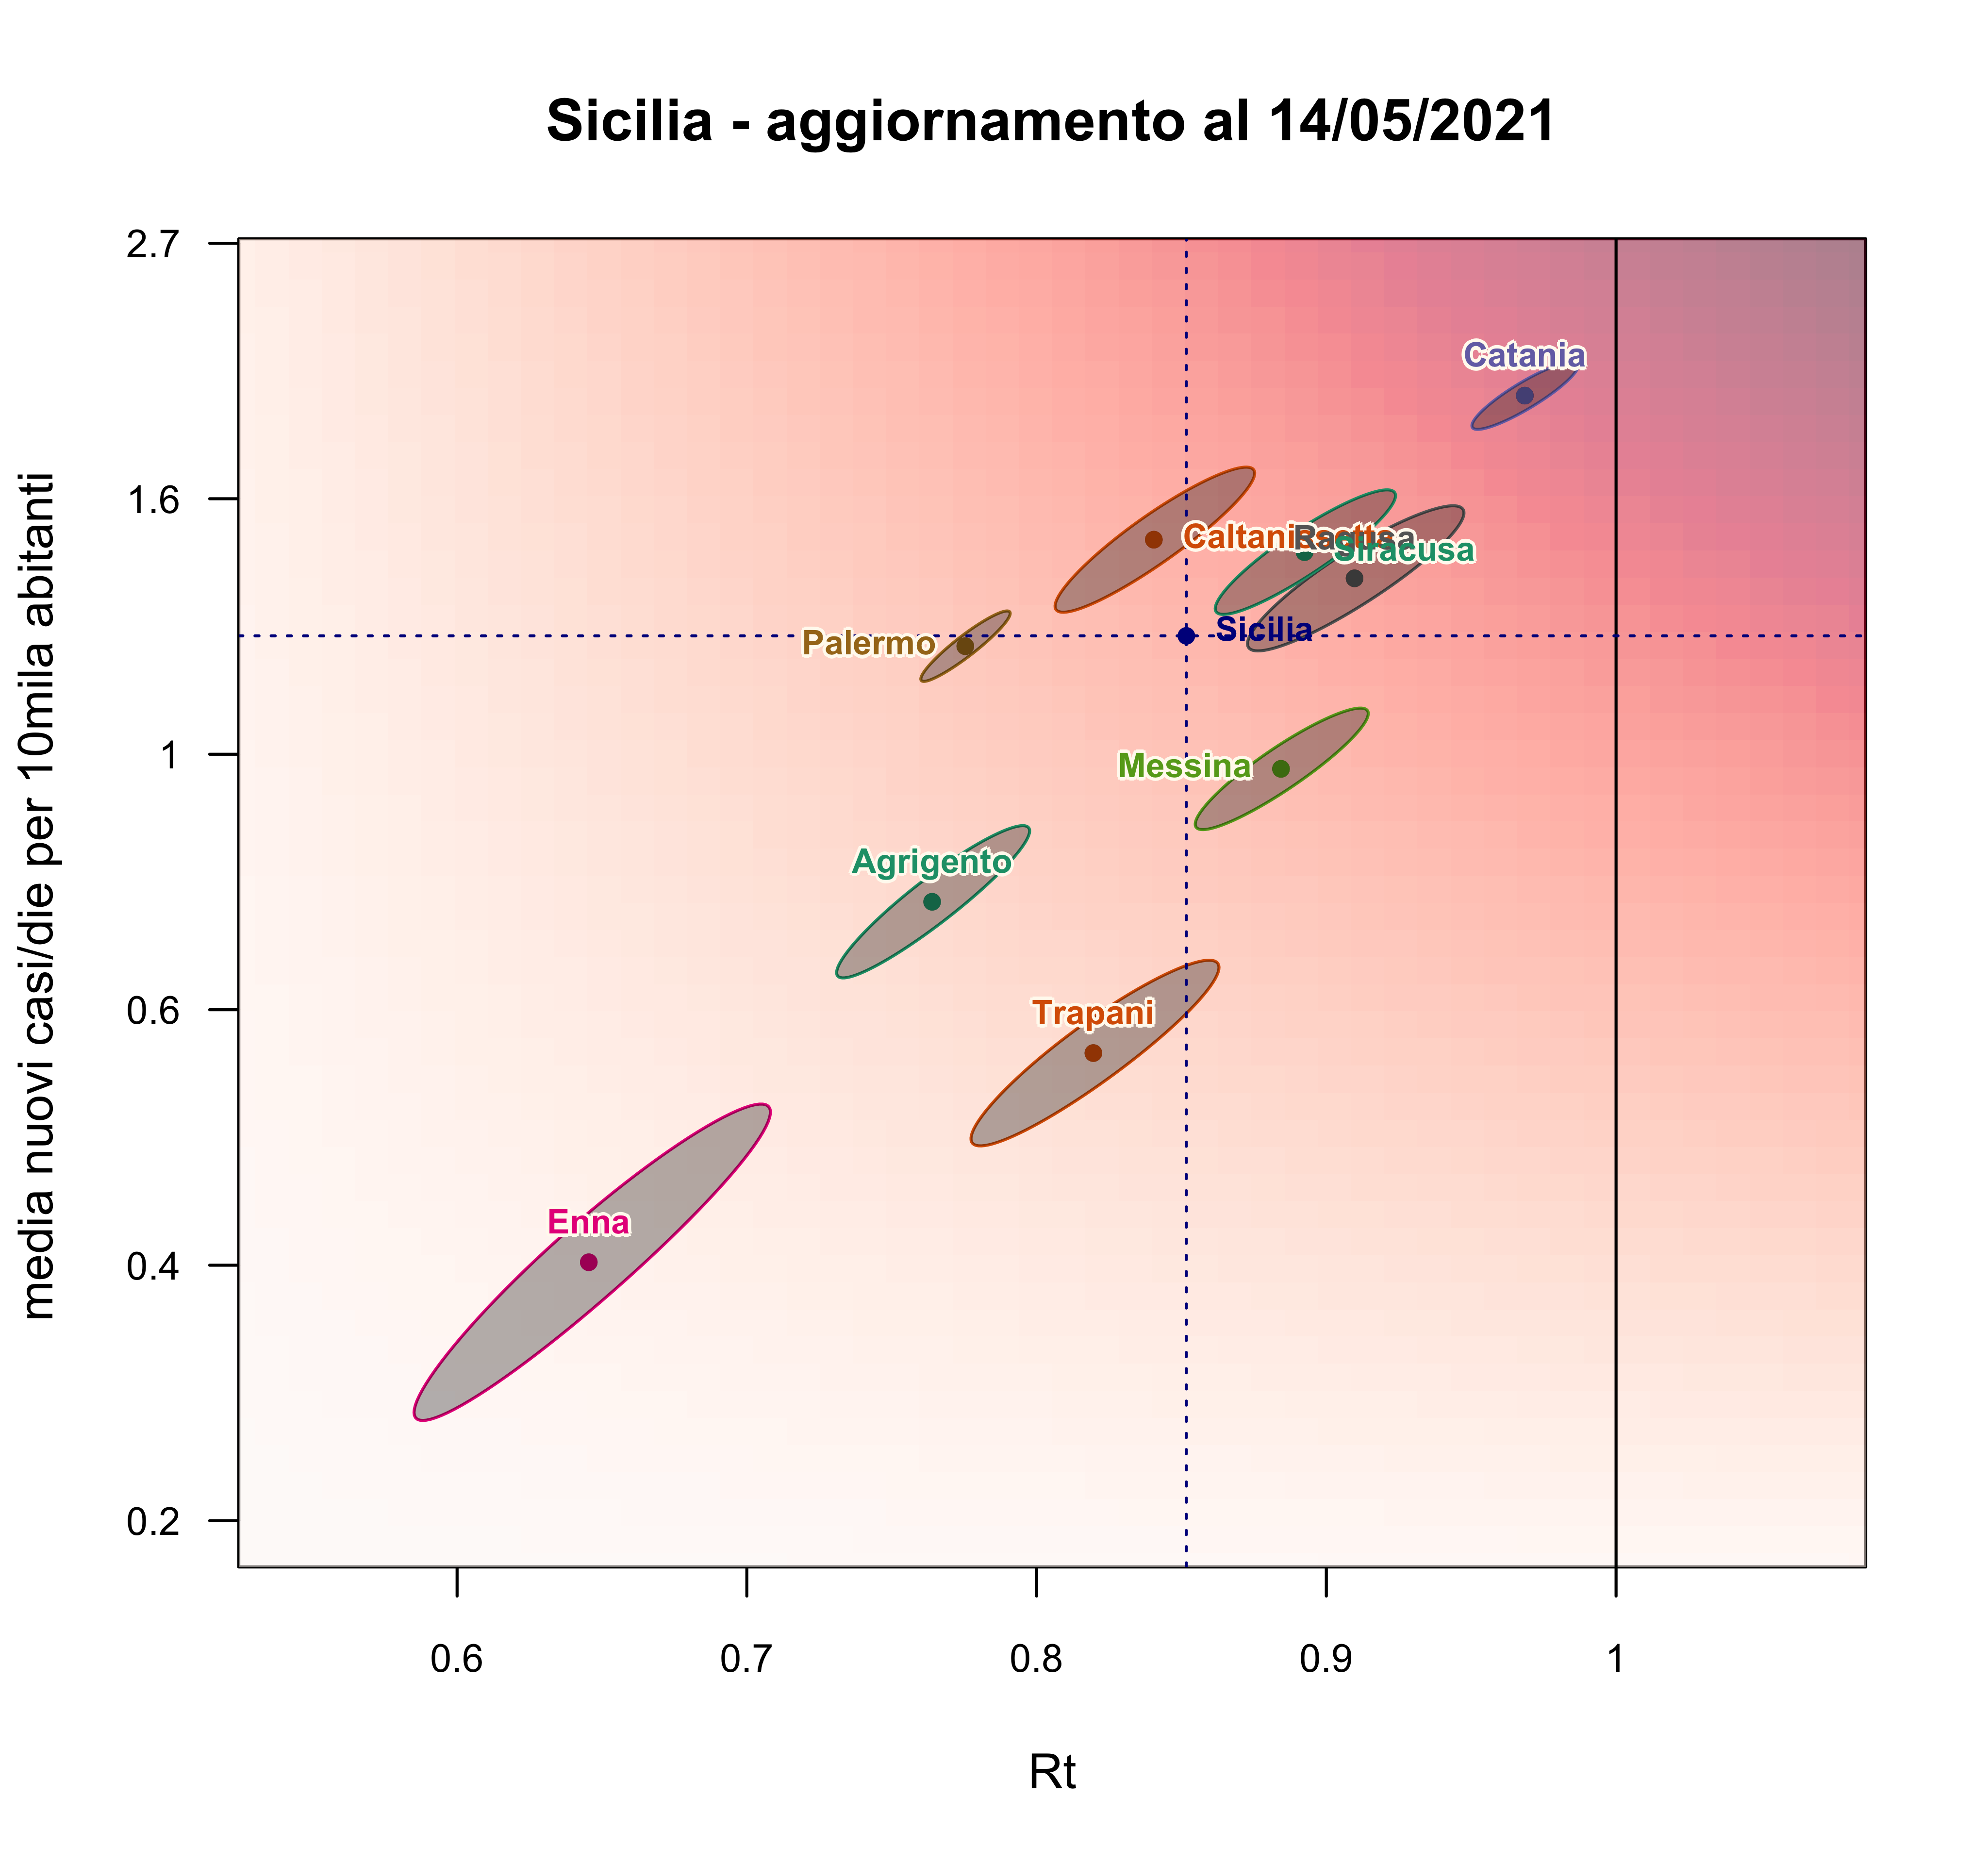 Sicilia - aggiornamento al 14/05/2021
media nuovi casi/die per 10mila abitanti
2.7
1.6
1
0.6
0.4
0.2
Catania
Caltanissetta
Ragusa
Siracusa
Sicilia
Palermo
Messina
Agrigento
Trapani
Enna
0.6
0.7
0.8
0.9
1
Rt